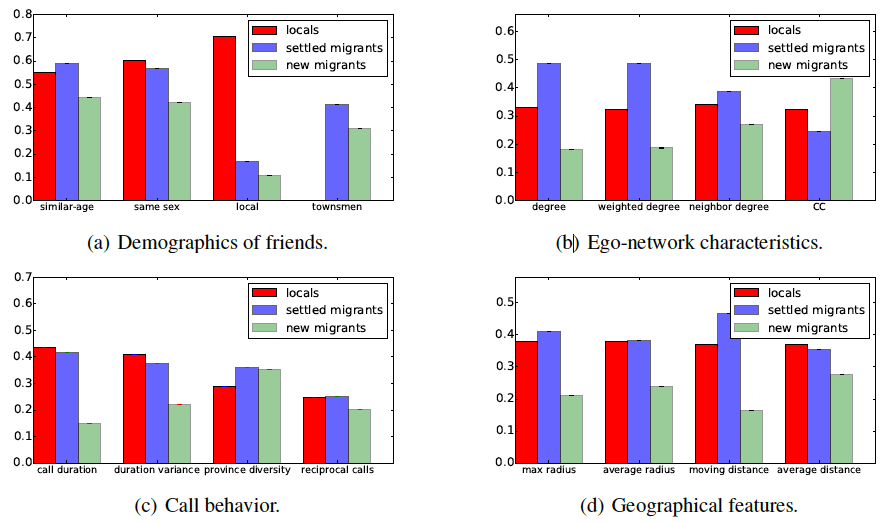 0.8
0.7
0.6
0.5
0.4
0.3
0.2
0.1
0.0
locals
settled migrants
new migrants
similar-age same sex local townsmen
(a) Demographics of friends.
0.6
0.5
0.4
0.3
0.2
0.1
0.0
locals
settled migrants
new migrants
degree weighted degree neighbor degree CC
(b) Ego-network characteristics.
0.7
0.6
0.5
0.4
0.3
0.2
0.1
0.0
locals
settled migrants
new migrants
call duration duration variance province diversity reciprocal calls
(c) Call behavior.
0.5
0.4
0.3
0.2
0.1
0.0
locals
settled migrants
new migrants
max radius average radius moving distance average distance
(d) Geographical features.